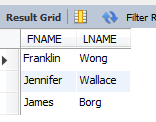 Result Grid Filter R
FNAME LNAME
Franklin Wong
Jennifer Wallace
James Borg